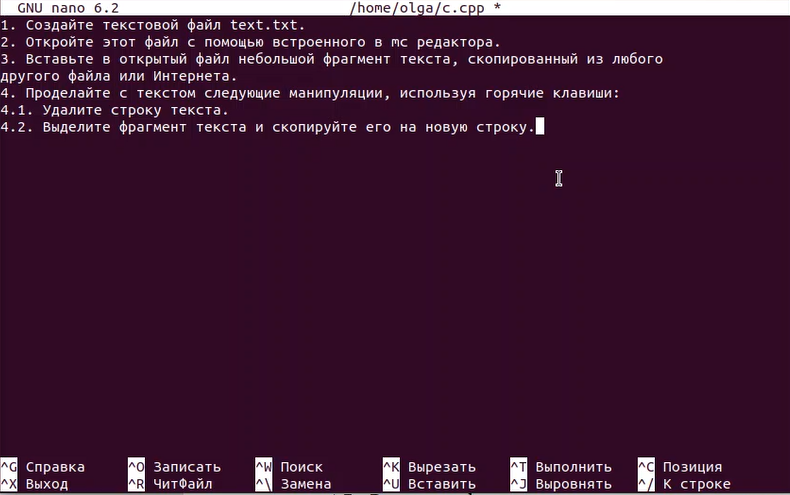 GNU nano 6.2 /home/olga/c.cpp *
1. Создайте текстовой файл text.txt.
2. Откройте этот файл с помощью встроенного в mc редактора.
3. Вставьте в открытый файл небольшой фрагмент текста, скопированный из любого
другого файла или Интернета.
4. Проделайте с текстом следующие манипуляции, используя горячие клавиши:
4.1. Удалите строку текста.
4.2. Выделите фрагмент текста и скопируйте его на новую строку.
^G Справка ^O Записать ^W Поиск ^K Вырезать ^T Выполнить ^C Позиция
^X Выход ^R ЧитФайл ^\ Замена ^U Вставить ^J Выровнять ^/ К строке